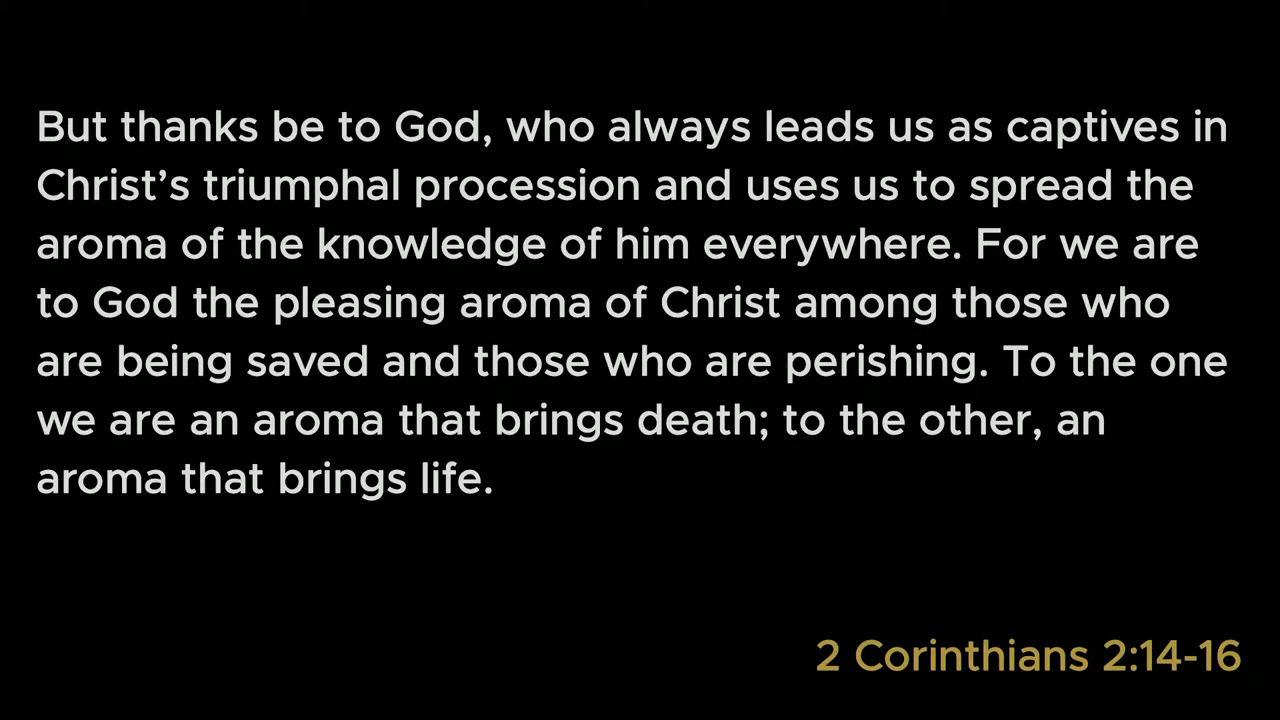 But thanks be to God, who always leads us as captives in
Christ’s triumphal procession and uses us to spread the
aroma of the knowledge of him everywhere. For we are
to God the pleasing aroma of Christ among those who
are being saved and those who are perishing. To the one
we are an aroma that brings death; to the other, an
aroma that brings life.
2 Corinthians 2:14-16